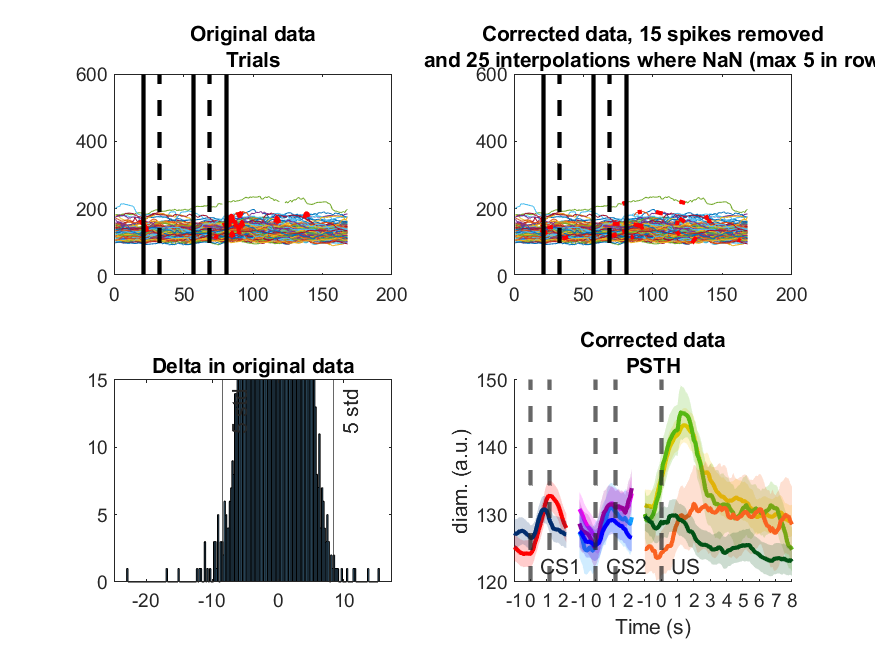 Original data
Trials
600
400
200
0
0 50 100 150 200
Corrected data, 15 spikes removed
and 25 interpolations where NaN (max 5 in row
600
400
200
0
0 50 100 150 200
Delta in original data
15
10
5
0
-20 -10 0 10
5 std
Corrected data
PSTH
diam. (a.u.)
150
140
130
120
CS1 CS2 US
-1 0 1 2 -1 0 1 2 -1 0 1 2 3 4 5 6 7 8
Time (s)